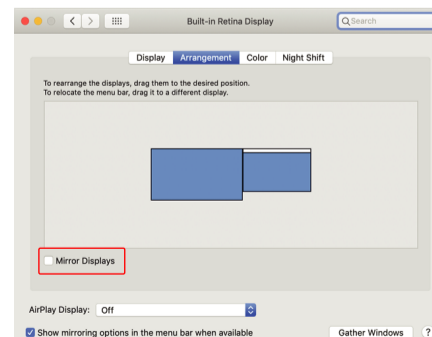 Built-in Retina Display
Search
Display Arrangement Color Night Shift
To rearrange the displays, drag them to the desired position.
To relocate the menu bar, drag it to a different display.
Mirror Displays
AirPlay Display: Off
Show mirroring options in the menu bar when available
Gather Windows ?